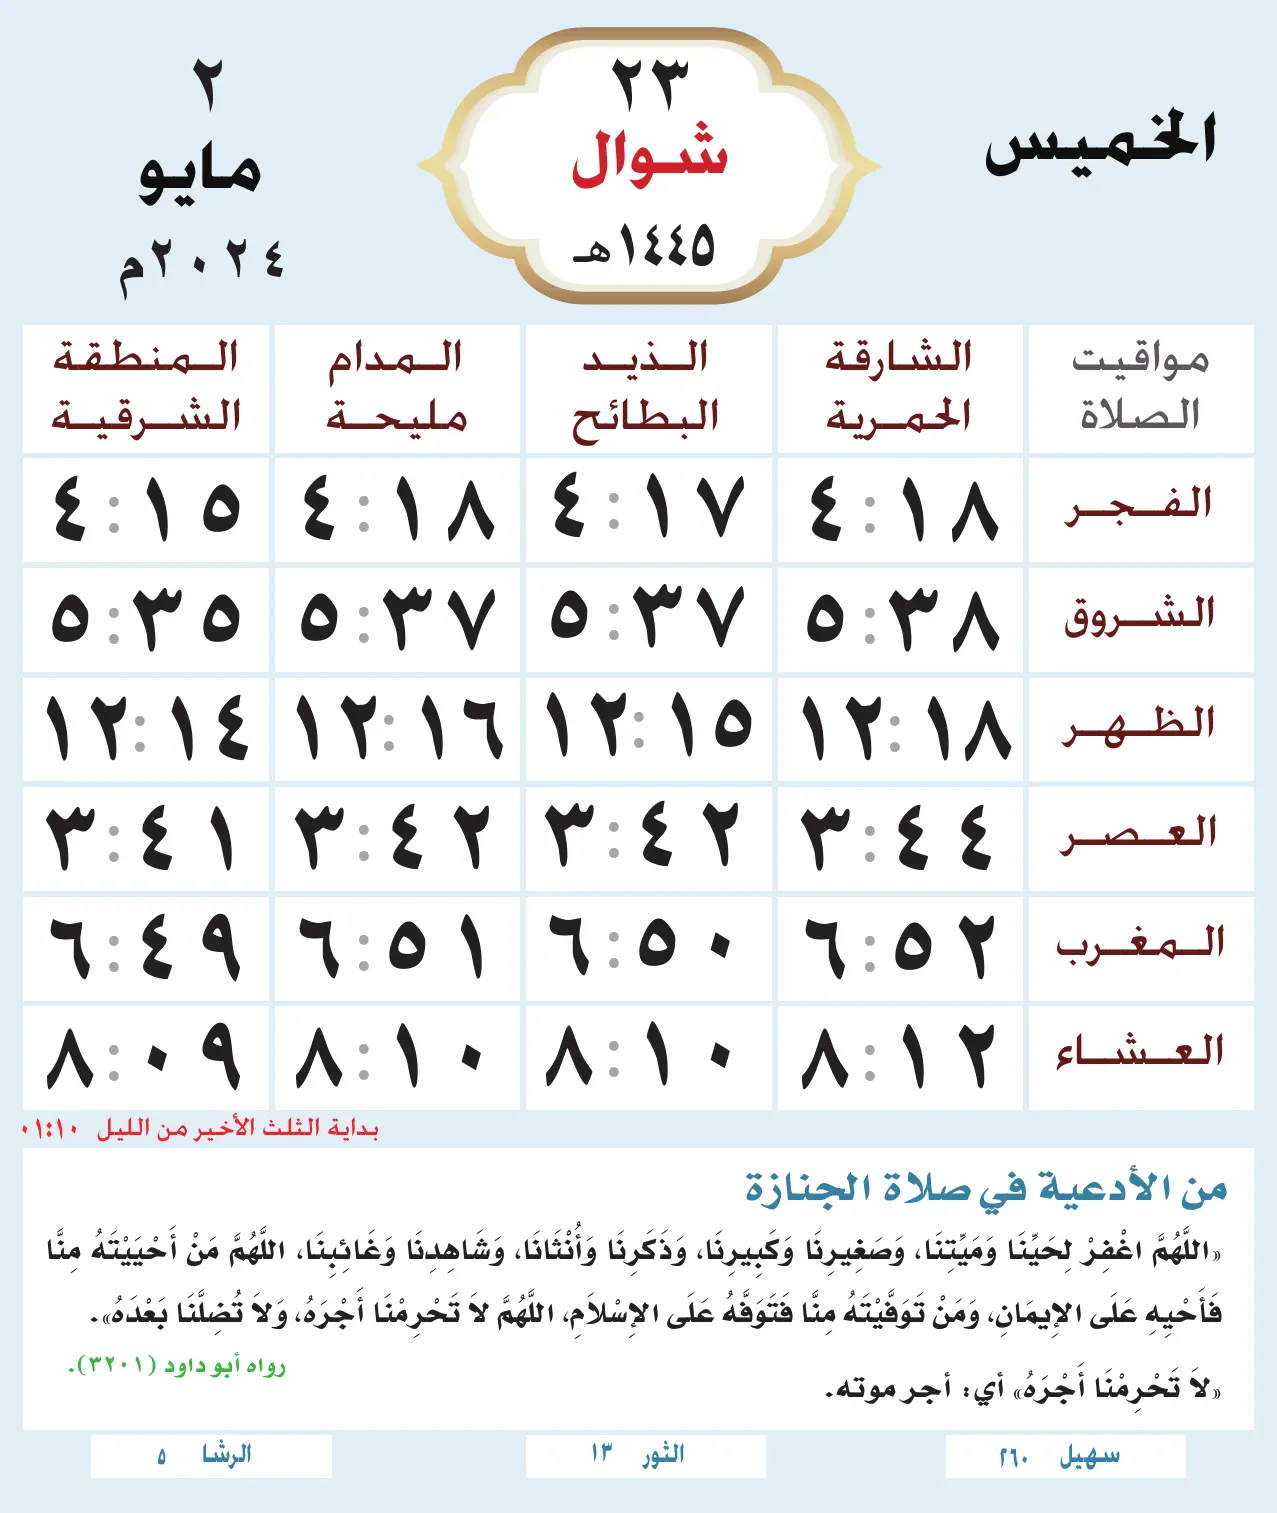 الخميس
٢٣
شوال
١٤٤٥هـ
٢
مايو
٢٠٢٤م
مواقيت الصلاة	الشارقة الحمرية	الذيد البطائح	المدام مليحة	المنطقة الشرقية
الفجر	٤:١٨	٤:١٧	٤:١٨	٤:١٥
الشروق	٥:٣٨	٥:٣٧	٥:٣٧	٥:٣٥
الظهر	١٢:١٨	١٢:١٥	١٢:١٦	١٢:١٤
العصر	٣:٤٤	٣:٤٢	٣:٤٢	٣:٤١
المغرب	٦:٥٢	٦:٥٠	٦:٥١	٦:٤٩
العشاء	٨:١٢	٨:١٠	٨:١٠	٨:٠٩
بداية الثلث الأخير من الليل ٠١:١٠
من الأدعية في صلاة الجنازة
«اللَّهُمَّ اغْفِرْ لِحَيِّنَا وَمَيِّتِنَا، وَصَغِيرِنَا وَكَبِيرِنَا، وَذَكَرِنَا وَأُنْثَانَا، وَشَاهِدِنَا وَغَائِبِنَا، اللَّهُمَّ مَنْ أَحْيَيْتَهُ مِنَّا
فَأَحْيِهِ عَلَى الإِيمَانِ، وَمَنْ تَوَفَّيْتَهُ مِنَّا فَتَوَفَّهُ عَلَى الإِسْلاَمِ، اللَّهُمَّ لاَ تَحْرِمْنَا أَجْرَهُ، وَلاَ تُضِلَّنَا بَعْدَهُ».
رواه أبو داود (٣٢٠١).
«لاَ تَحْرِمْنَا أَجْرَهُ» أي: أجر موته.
سهيل ٢٦٠
الثور ١٣
الرشا ٥